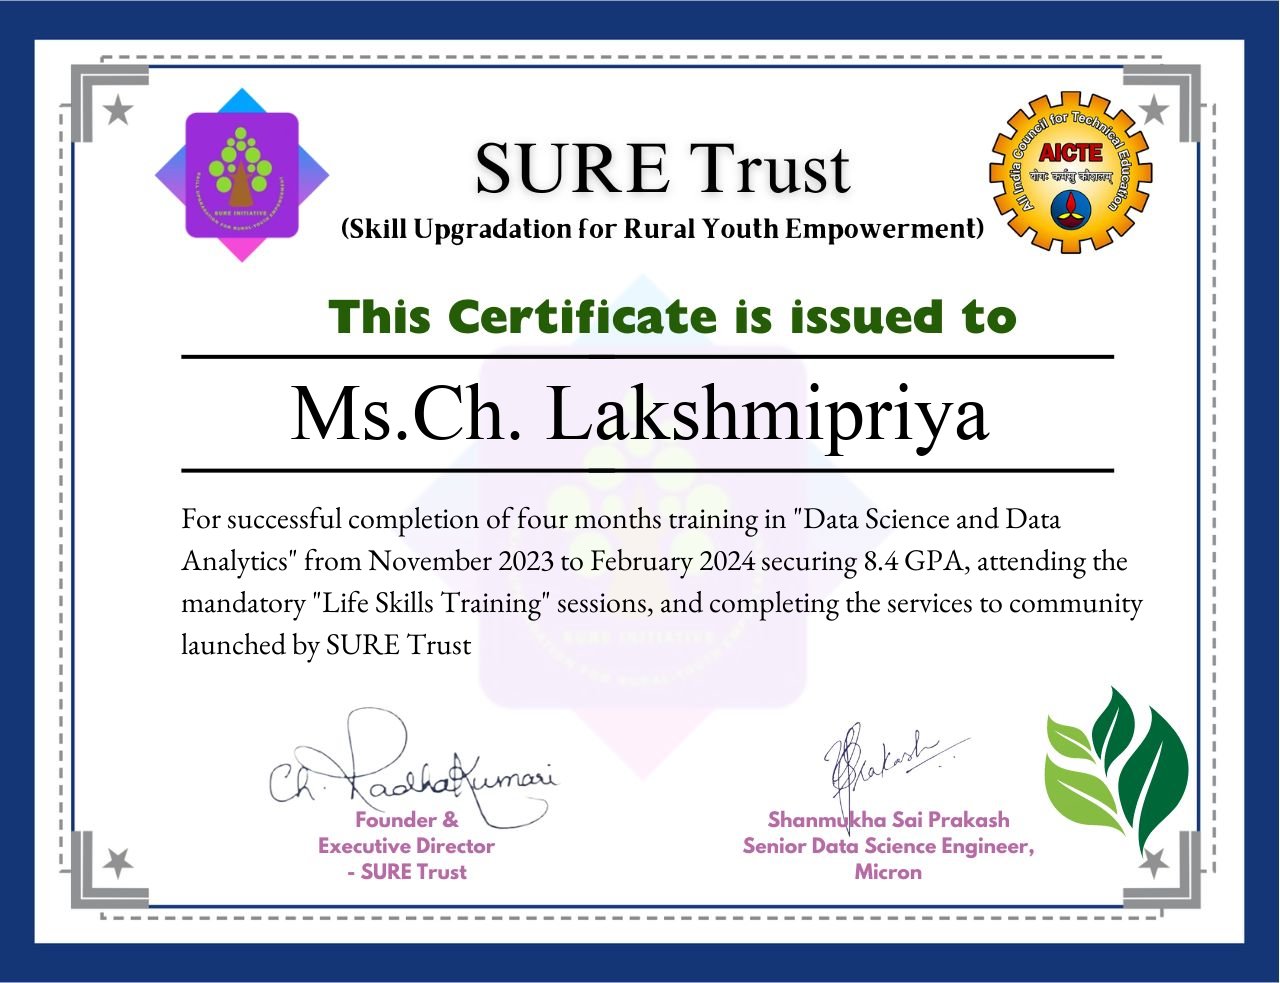 SURE Trust
(Skill Upgradation for Rural Youth Empowerment)
SKILL UPGRADATION FOR RURAL YOUTH EMPOWERMENT
SURE INITIATIVE
All India Council for Technical Education
AICTE
योगः कर्मसु कौशलम्
This Certificate is issued to
Ms.Ch. Lakshmipriya
For successful completion of four months training in "Data Science and Data
Analytics" from November 2023 to February 2024 securing 8.4 GPA, attending the
mandatory "Life Skills Training" sessions, and completing the services to community
launched by SURE Trust
SURE INITIATIVE
Ch. RadhaKumari
Founder &
Executive Director
- SURE Trust
Prakash
Shanmukha Sai Prakash
Senior Data Science Engineer,
Micron